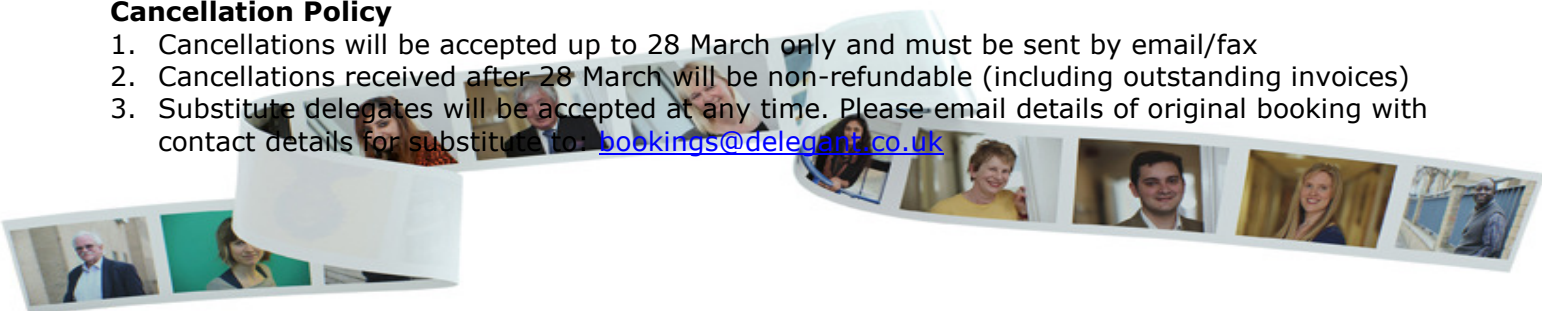 Cancellation Policy
1. Cancellations will be accepted up to 28 March only and must be sent by email/fax
2. Cancellations received after 28 March will be non-refundable (including outstanding invoices)
3. Substitute delegates will be accepted at any time. Please email details of original booking with
contact details for substitute to: bookings@delegant.co.uk